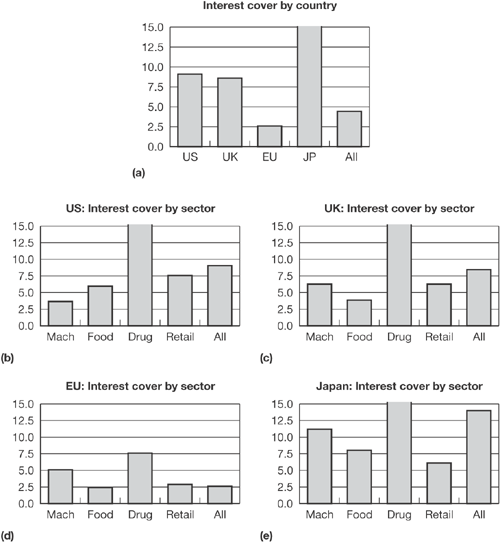 Interest cover by country
15.0
12.5
10.0
7.5
5.0
2.5
0.0
US UK EU JP All
(a)
US: Interest cover by sector
15.0
12.5
10.0
7.5
5.0
2.5
0.0
Mach Food Drug Retail All
(b)
UK: Interest cover by sector
15.0
12.5
10.0
7.5
5.0
2.5
0.0
Mach Food Drug Retail All
(c)
EU: Interest cover by sector
15.0
12.5
10.0
7.5
5.0
2.5
0.0
Mach Food Drug Retail All
(d)
Japan: Interest cover by sector
15.0
12.5
10.0
7.5
5.0
2.5
0.0
Mach Food Drug Retail All
(e)